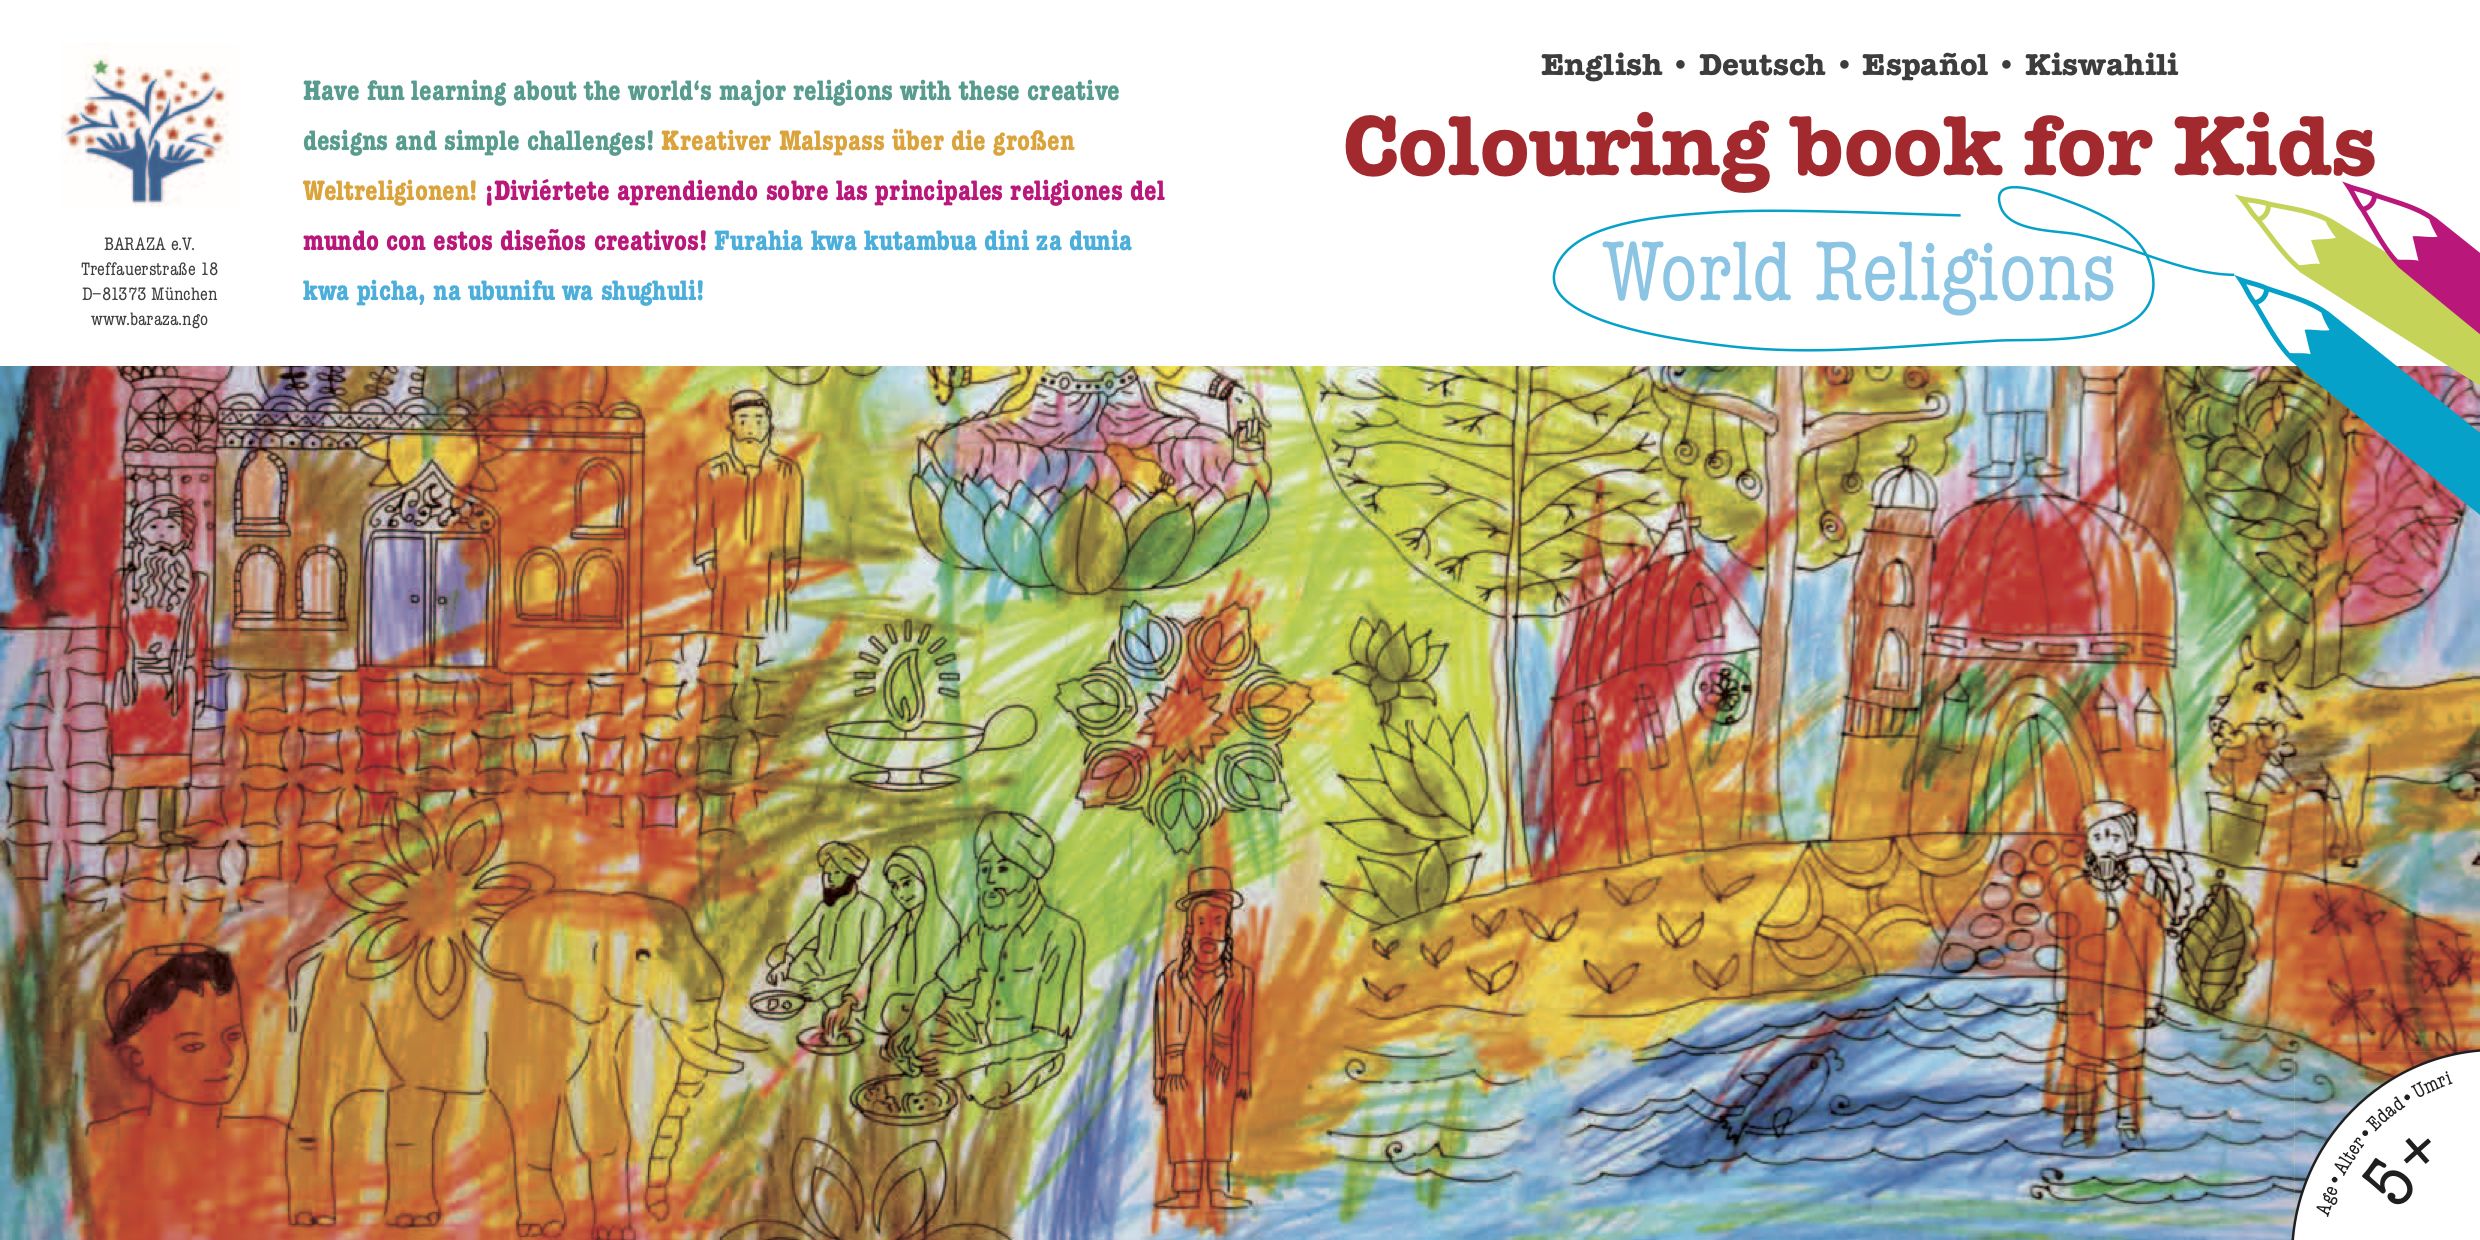 BARAZA e.V.
Treffauerstraße 18
D–81373 München
www.baraza.ngo
Have fun learning about the world‘s major religions with these creative
designs and simple challenges! Kreativer Malspass über die großen
Weltreligionen! ¡Diviértete aprendiendo sobre las principales religiones del
mundo con estos diseños creativos! Furahia kwa kutambua dini za dunia
kwa picha, na ubunifu wa shughuli!
English • Deutsch • Español • Kiswahili
Colouring book for Kids
World Religions
Age • Alter • Edad • Umri
5+